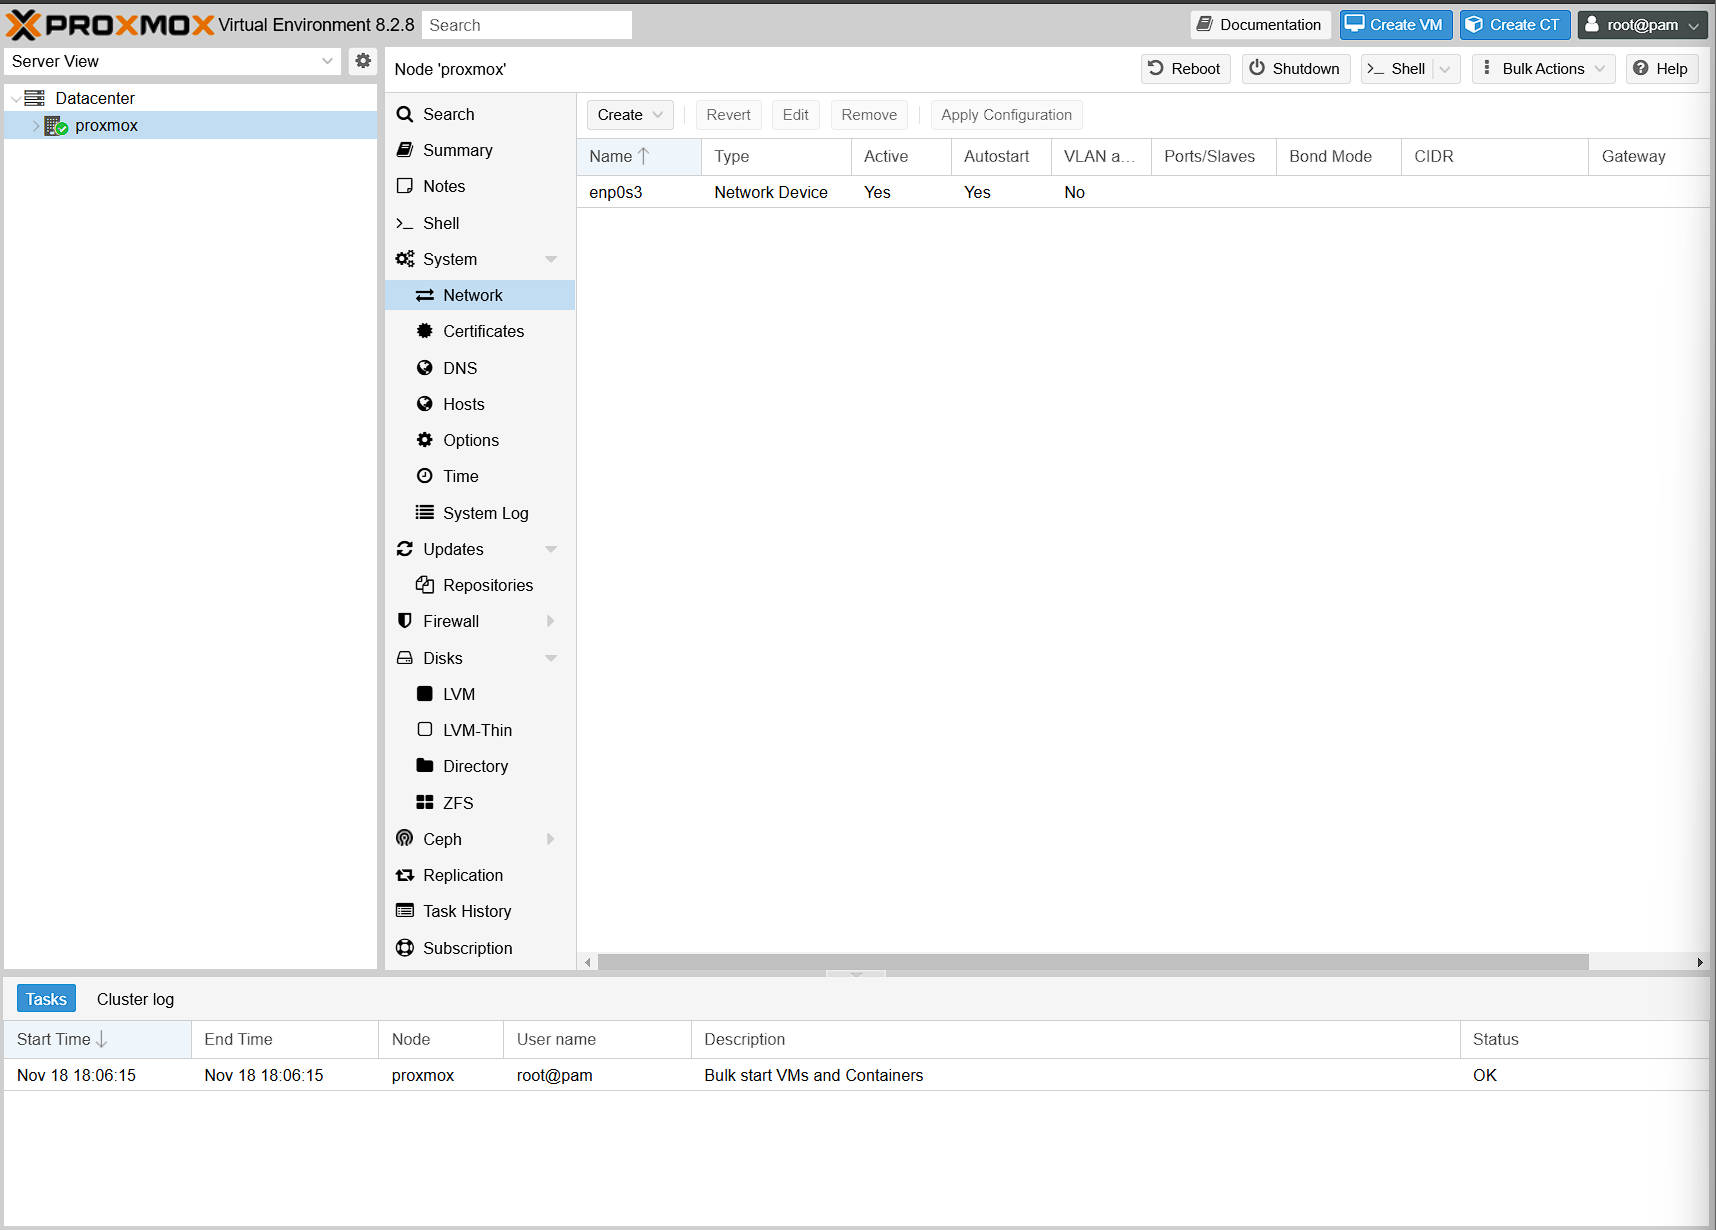 PROXMOX Virtual Environment 8.2.8 Search Documentation Create VM Create CT root@pam
Server View
Node 'proxmox' Reboot Shutdown Shell Bulk Actions Help
Datacenter
proxmox
Search
Summary
Notes
Shell
System
Network
Certificates
DNS
Hosts
Options
Time
System Log
Updates
Repositories
Firewall
Disks
LVM
LVM-Thin
Directory
ZFS
Ceph
Replication
Task History
Subscription
Create Revert Edit Remove Apply Configuration
Name Type Active Autostart VLAN a... Ports/Slaves Bond Mode CIDR Gateway
enp0s3 Network Device Yes Yes No
Tasks Cluster log
Start Time End Time Node User name Description Status
Nov 18 18:06:15 Nov 18 18:06:15 proxmox root@pam Bulk start VMs and Containers OK